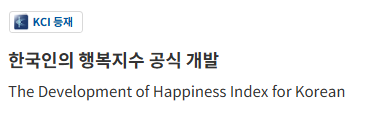 KCI 등재
한국인의 행복지수 공식 개발
The Development of Happiness Index for Korean